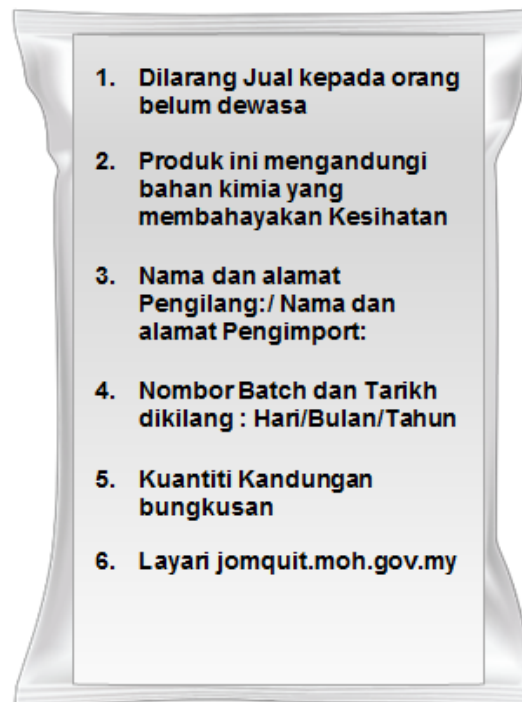 1. Dilarang Jual kepada orang
belum dewasa
2. Produk ini mengandungi
bahan kimia yang
membahayakan Kesihatan
3. Nama dan alamat
Pengilang:/ Nama dan
alamat Pengimport:
4. Nombor Batch dan Tarikh
dikilang : Hari/Bulan/Tahun
5. Kuantiti Kandungan
bungkusan
6. Layari jomquit.moh.gov.my